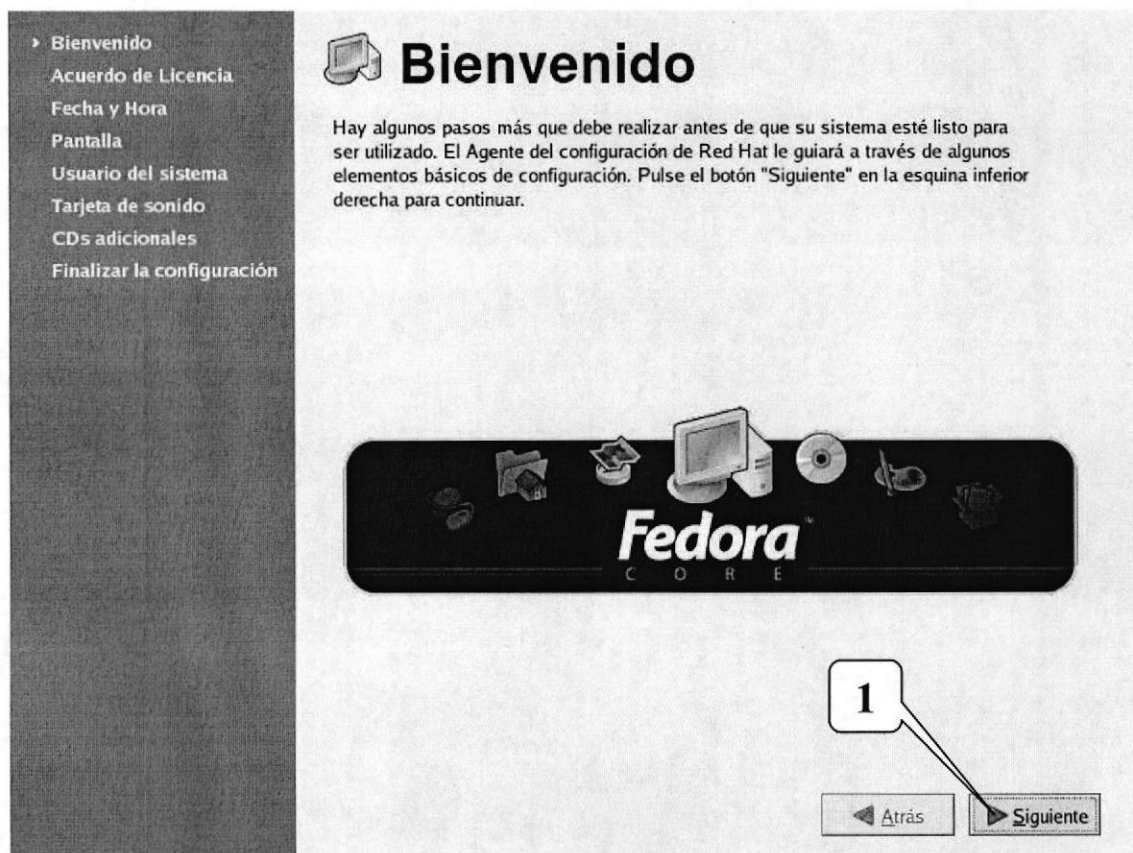 Bienvenido
Acuerdo de Licencia
Fecha y Hora
Pantalla
Usuario del sistema
Tarjeta de sonido
CDs adicionales
Finalizar la configuración
Bienvenido
Hay algunos pasos más que debe realizar antes de que su sistema esté listo para
ser utilizado. El Agente del configuración de Red Hat le guiará a través de algunos
elementos básicos de configuración. Pulse el botón "Siguiente" en la esquina inferior
derecha para continuar.
Fedora™
CORE
1
Atrás
Siguiente